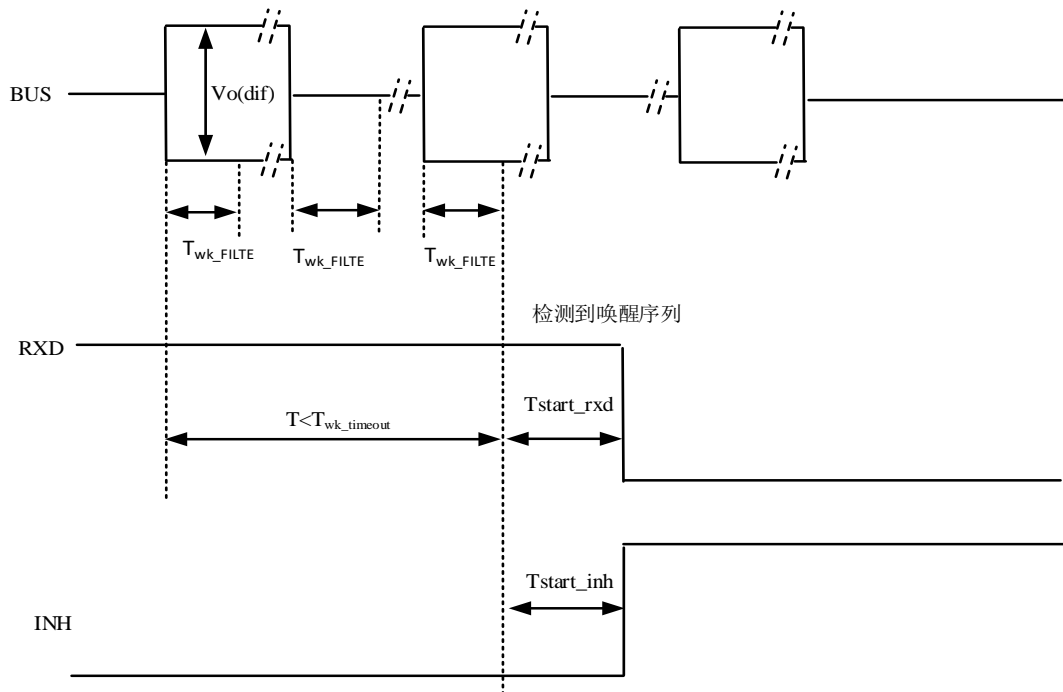 BUS
Vo(dif)
Twk_FILTE
Twk_FILTE
Twk_FILTE
检测到唤醒序列
RXD
Tstart_rxd
T<Twk_timeout
Tstart_inh
INH